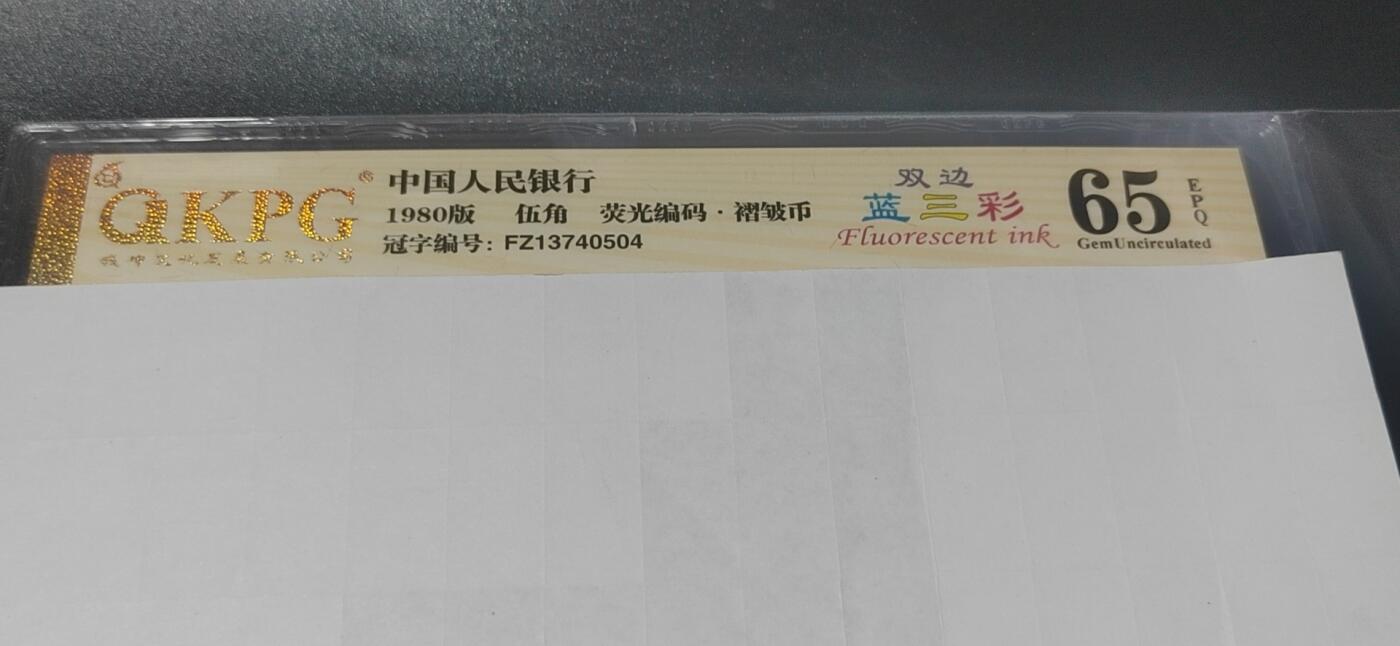 QKPG®
中国人民银行
1980版 伍角 荧光编码·褶皱币
冠字编号: FZ13740504
双边
蓝三彩
Fluorescent ink
65
EPQ
GemUncirculated